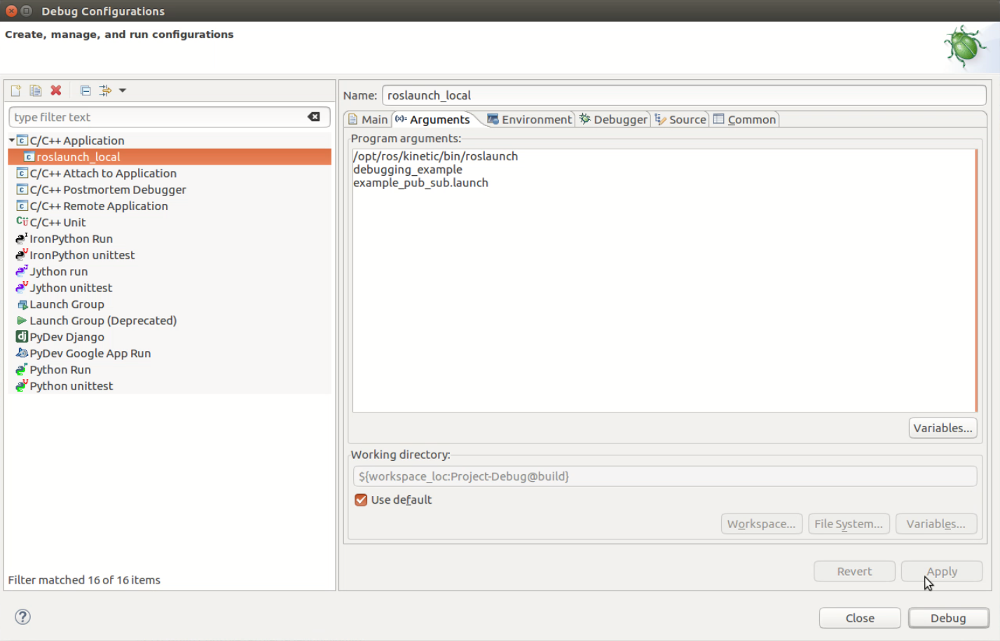 Debug Configurations
Create, manage, and run configurations
type filter text
C/C++ Application
roslaunch_local
C/C++ Attach to Application
C/C++ Postmortem Debugger
C/C++ Remote Application
C/C++ Unit
IronPython Run
IronPython unittest
Jython run
Jython unittest
Launch Group
Launch Group (Deprecated)
PyDev Django
PyDev Google App Run
Python Run
Python unittest
Filter matched 16 of 16 items
Name: roslaunch_local
Main (x)= Arguments Environment Debugger Source Common
Program arguments:
/opt/ros/kinetic/bin/roslaunch
debugging_example
example_pub_sub.launch
Variables...
Working directory:
${workspace_loc:Project-Debug@build}
Use default
Workspace... File System... Variables...
Revert Apply
? Close Debug